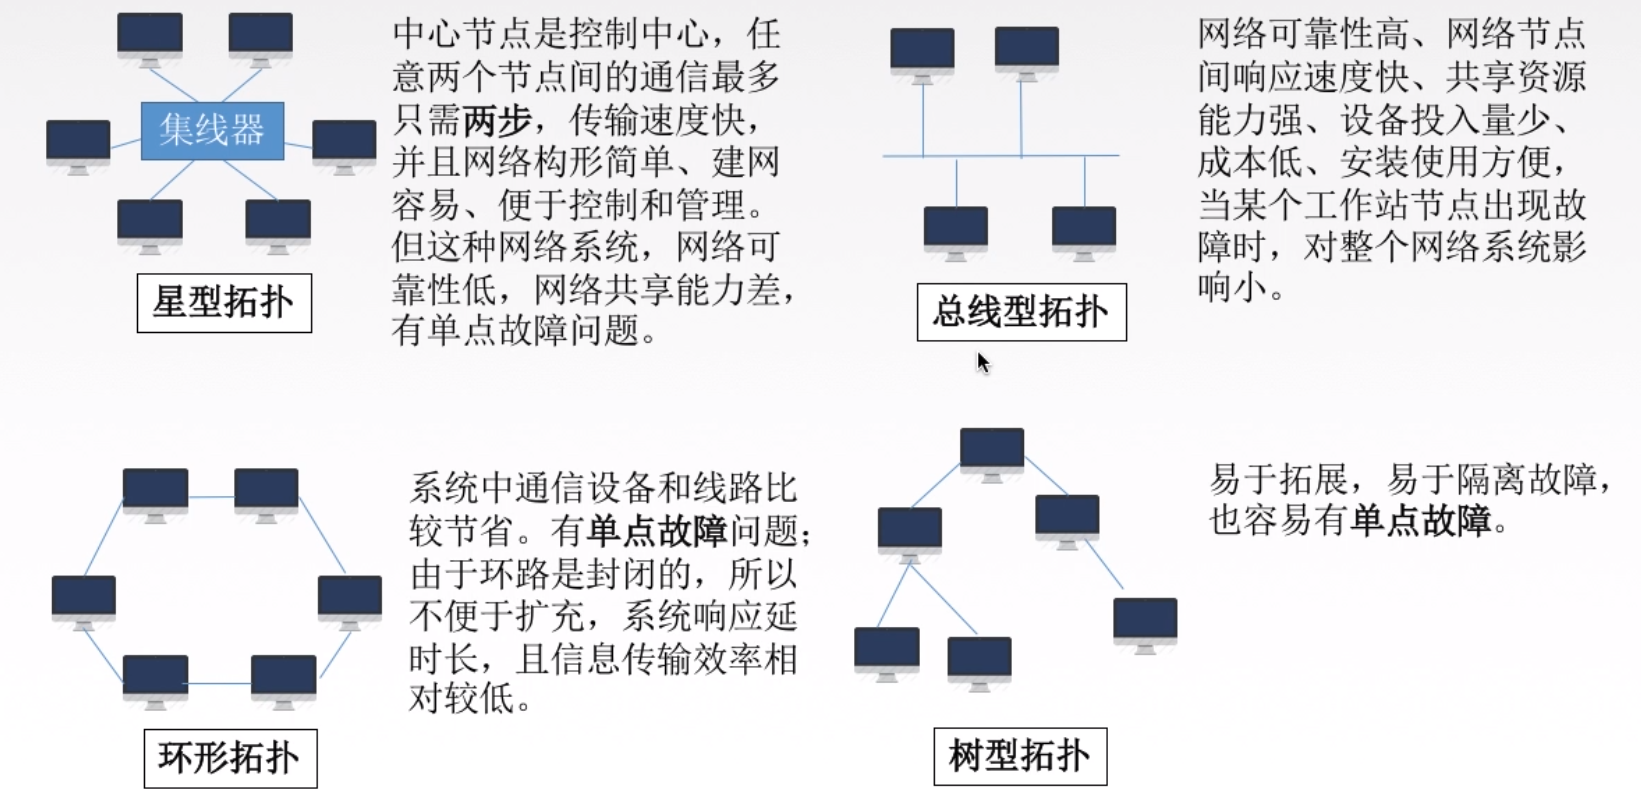 集线器
星型拓扑
中心节点是控制中心，任
意两个节点间的通信最多
只需两步，传输速度快，
并且网络构形简单、建网
容易、便于控制和管理。
但这种网络系统，网络可
靠性低，网络共享能力差，
有单点故障问题。
总线型拓扑
网络可靠性高、网络节点
间响应速度快、共享资源
能力强、设备投入量少、
成本低、安装使用方便，
当某个工作站节点出现故
障时，对整个网络系统影
响小。
环形拓扑
系统中通信设备和线路比
较节省。有单点故障问题；
由于环路是封闭的，所以
不便于扩充，系统响应延
时长，且信息传输效率相
对较低。
树型拓扑
易于拓展，易于隔离故障，
也容易有单点故障。